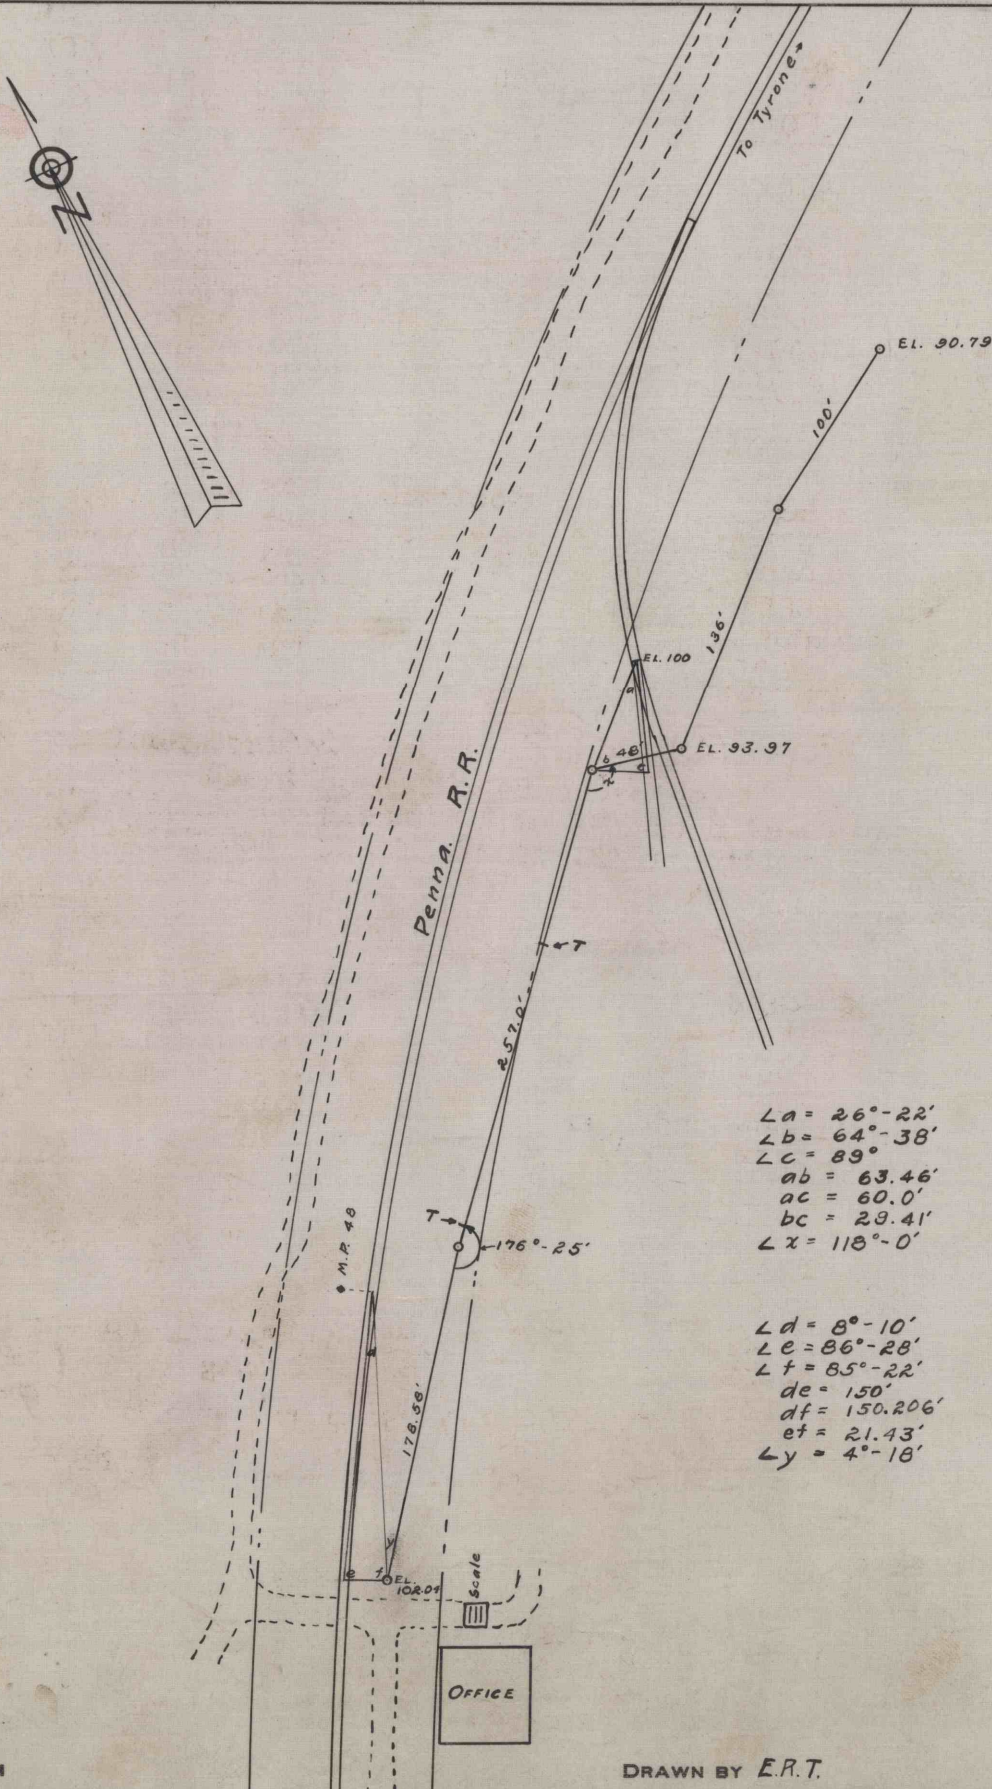 To Tyrone
N
EL. 90.79
100'
136'
EL. 100
a
EL. 93.97
b 48' c
x
Penna. R.R.
T
257.0'
∠a = 26°-22'
∠b = 64°-38'
∠c = 89°
ab = 63.46'
ac = 60.0'
bc = 29.41'
∠x = 118°-0'
M.P. 48
T
176°-25'
d
∠d = 8°-10'
∠e = 86°-28'
∠f = 85°-22'
de = 150'
df = 150.206'
ef = 21.43'
∠y = 4°-18'
178.58'
y
e f EL.
102.04
Scale
OFFICE
DRAWN BY E.R.T.